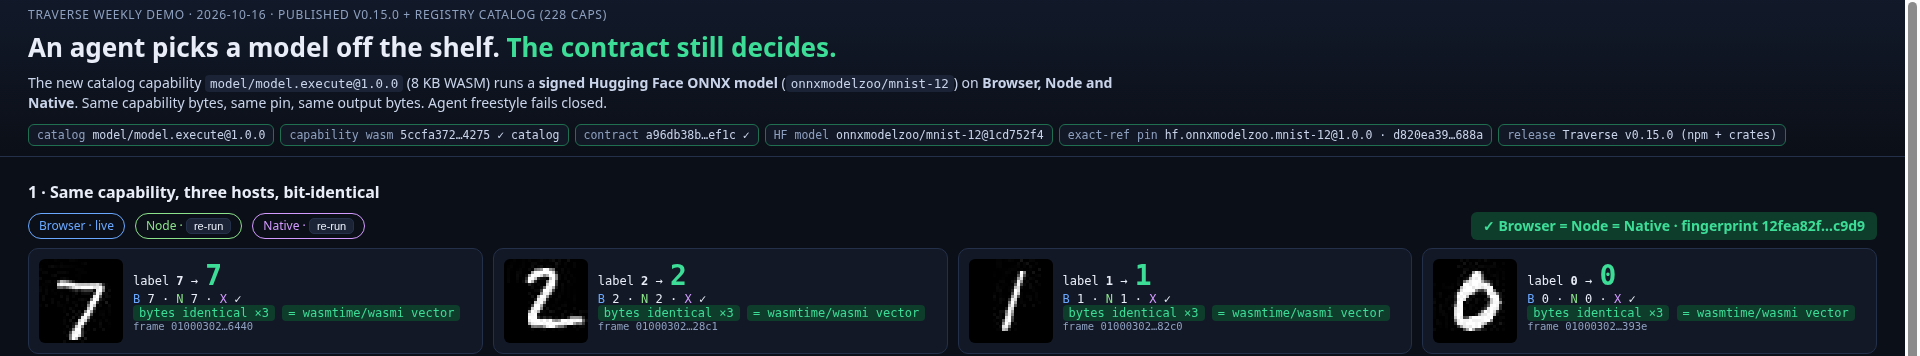 TRAVERSE WEEKLY DEMO · 2026-10-16 · PUBLISHED V0.15.0 + REGISTRY CATALOG (228 CAPS)
An agent picks a model off the shelf. The contract still decides.
The new catalog capability model/model.execute@1.0.0 (8 KB WASM) runs a signed Hugging Face ONNX model (onnxmodelzoo/mnist-12) on Browser, Node and
Native. Same capability bytes, same pin, same output bytes. Agent freestyle fails closed.
catalog model/model.execute@1.0.0 capability wasm 5ccfa372…4275 ✓ catalog contract a96db38b…ef1c ✓ HF model onnxmodelzoo/mnist-12@1cd752f4 exact-ref pin hf.onnxmodelzoo.mnist-12@1.0.0 · d820ea39…688a release Traverse v0.15.0 (npm + crates)
1 · Same capability, three hosts, bit-identical
Browser · live Node · re-run Native · re-run ✓ Browser = Node = Native · fingerprint 12fea82f…c9d9
7
label 7 → 7
B 7 · N 7 · X ✓
bytes identical ×3 = wasmtime/wasmi vector
frame 01000302…6440
2
label 2 → 2
B 2 · N 2 · X ✓
bytes identical ×3 = wasmtime/wasmi vector
frame 01000302…28c1
1
label 1 → 1
B 1 · N 1 · X ✓
bytes identical ×3 = wasmtime/wasmi vector
frame 01000302…82c0
0
label 0 → 0
B 0 · N 0 · X ✓
bytes identical ×3 = wasmtime/wasmi vector
frame 01000302…393e